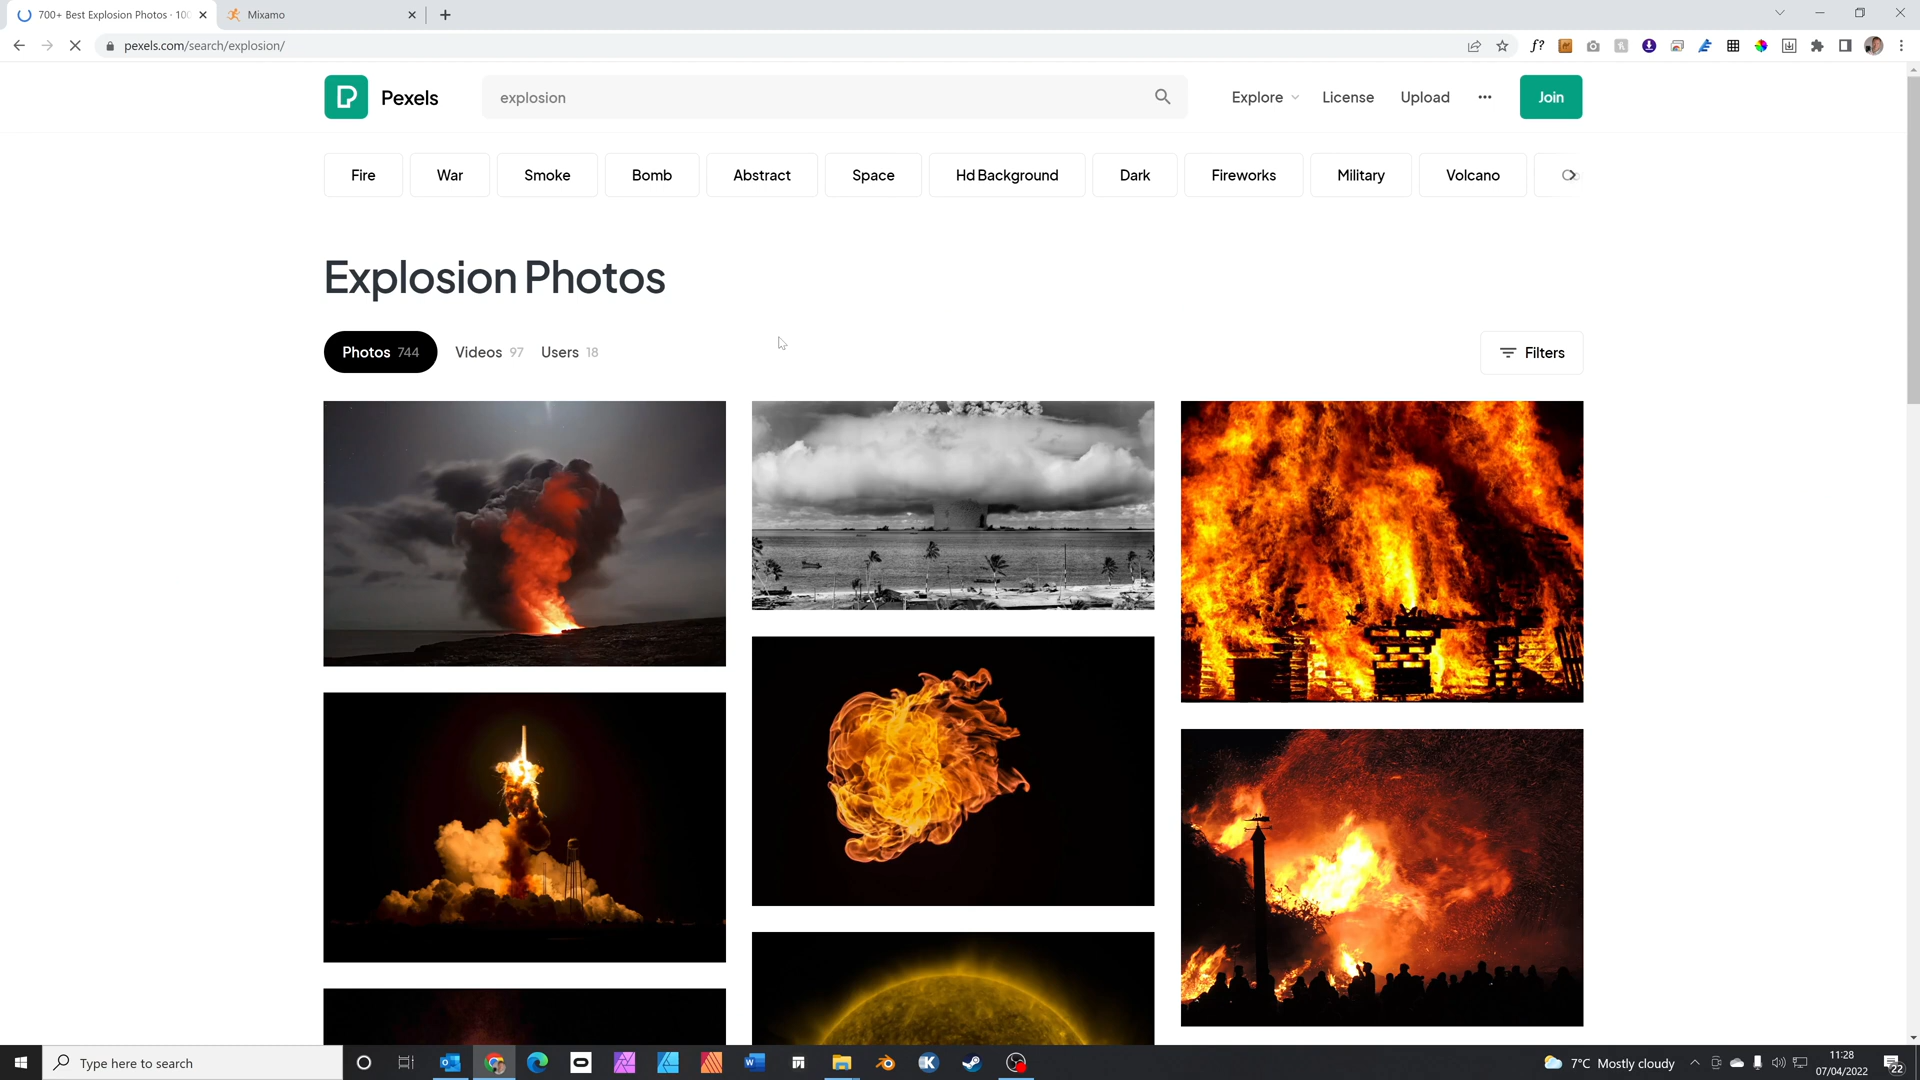 700+ Best Explosion Photos · 100
Mixamo
pexels.com/search/explosion/
Pexels
explosion
Explore
License
Upload
Join
Fire
War
Smoke
Bomb
Abstract
Space
Hd Background
Dark
Fireworks
Military
Volcano
Explosion Photos
Photos 744
Videos 97
Users 18
Filters
Type here to search
7°C Mostly cloudy
11:28
07/04/2022
22